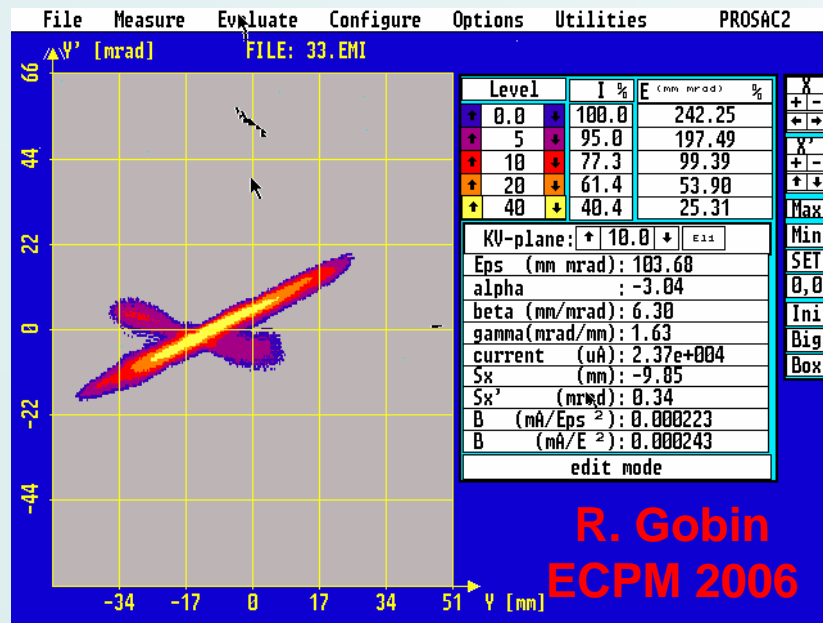 File Measure Evaluate Configure Options Utilities PROSAC2
Y' [mrad] FILE: 33.EMI
66
44
22
0
-22
-44
-34 -17 0 17 34 51 Y [mm]
Level I % E (mm mrad) %
0.0 100.0 242.25
5 95.0 197.49
10 77.3 99.39
20 61.4 53.90
40 40.4 25.31
KV-plane: 10.0 Ell
Eps (mm mrad): 103.68
alpha : -3.04
beta (mm/mrad): 6.30
gamma(mrad/mm): 1.63
current (uA): 2.37e+004
Sx (mm): -9.85
Sx' (mrad): 0.34
B (mA/Eps ²): 0.000223
B (mA/E ²): 0.000243
edit mode
X
+ -
X'
+ -
Max
Min
SET
0,0
Ini
Big
Box
R. Gobin
ECPM 2006